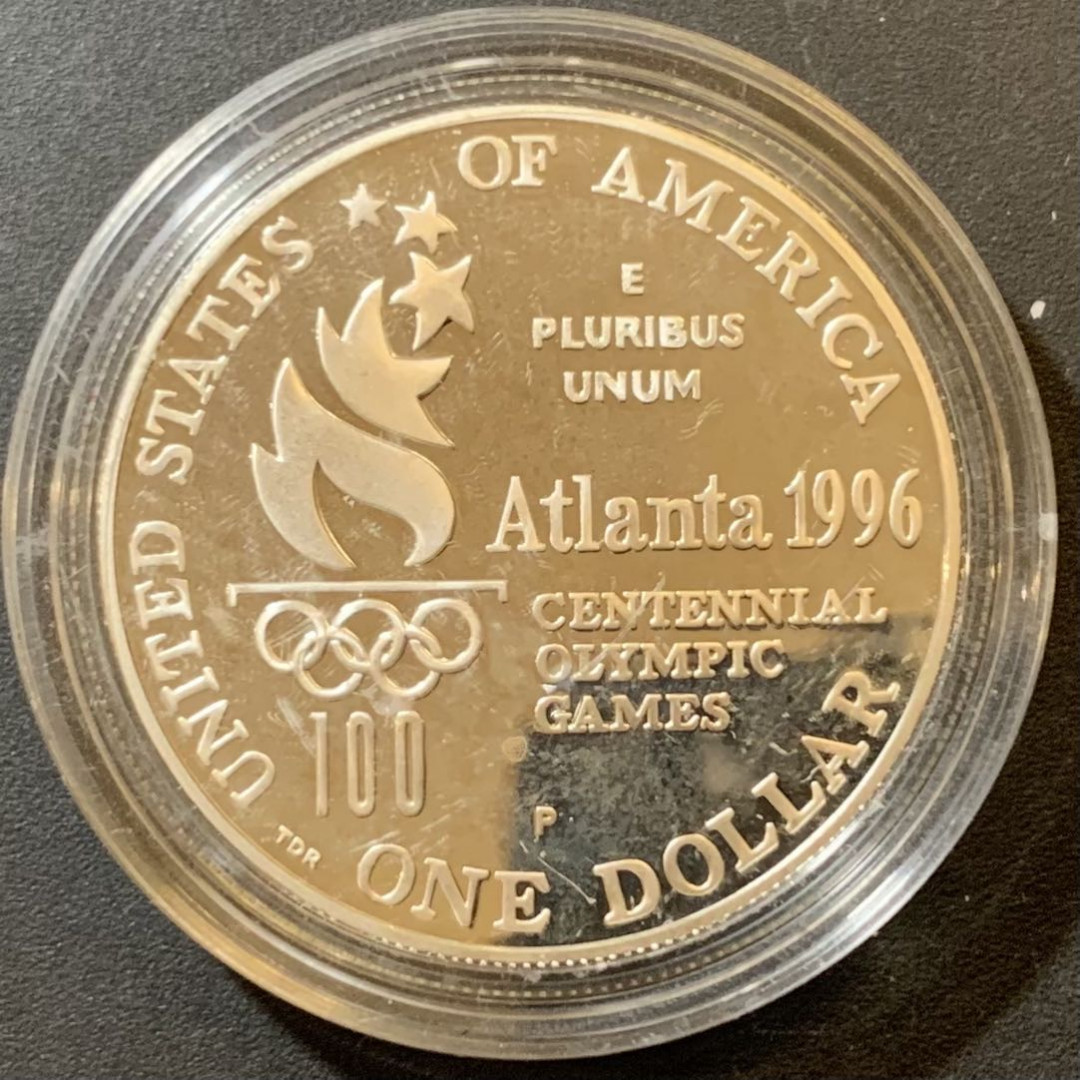 UNITED STATES OF AMERICA
E
PLURIBUS
UNUM
Atlanta 1996
CENTENNIAL
OLYMPIC
GAMES
100
P
TDR
ONE DOLLAR